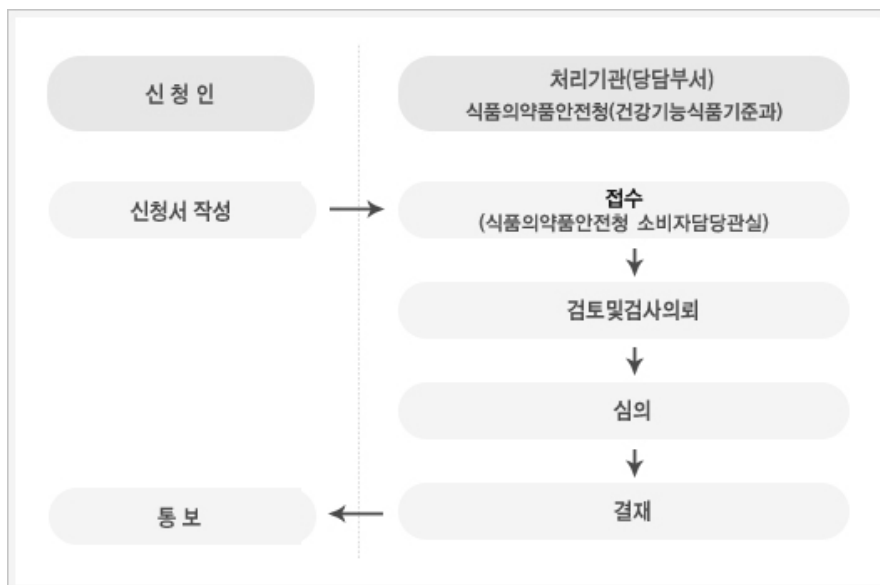 신 청 인
처리기관(담당부서)
식품의약품안전청(건강기능식품기준과)
신청서 작성
접수
(식품의약품안전청 소비자담당관실)
검토및검사의뢰
심의
결재
통 보